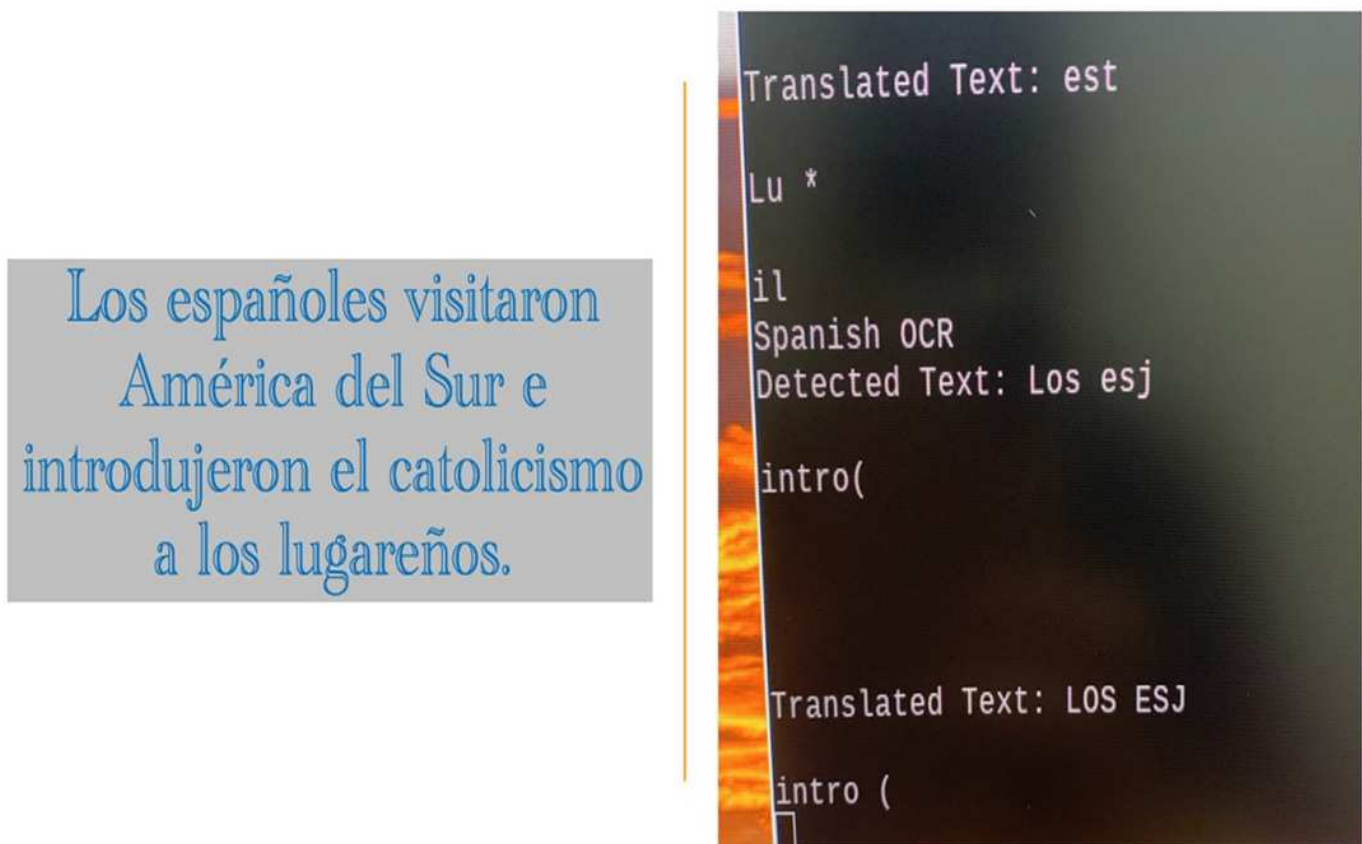 Los españoles visitaron
América del Sur e
introdujeron el catolicismo
a los lugareños.
Translated Text: est
Lu *
il
Spanish OCR
Detected Text: Los esj
intro(
Translated Text: LOS ESJ
intro (